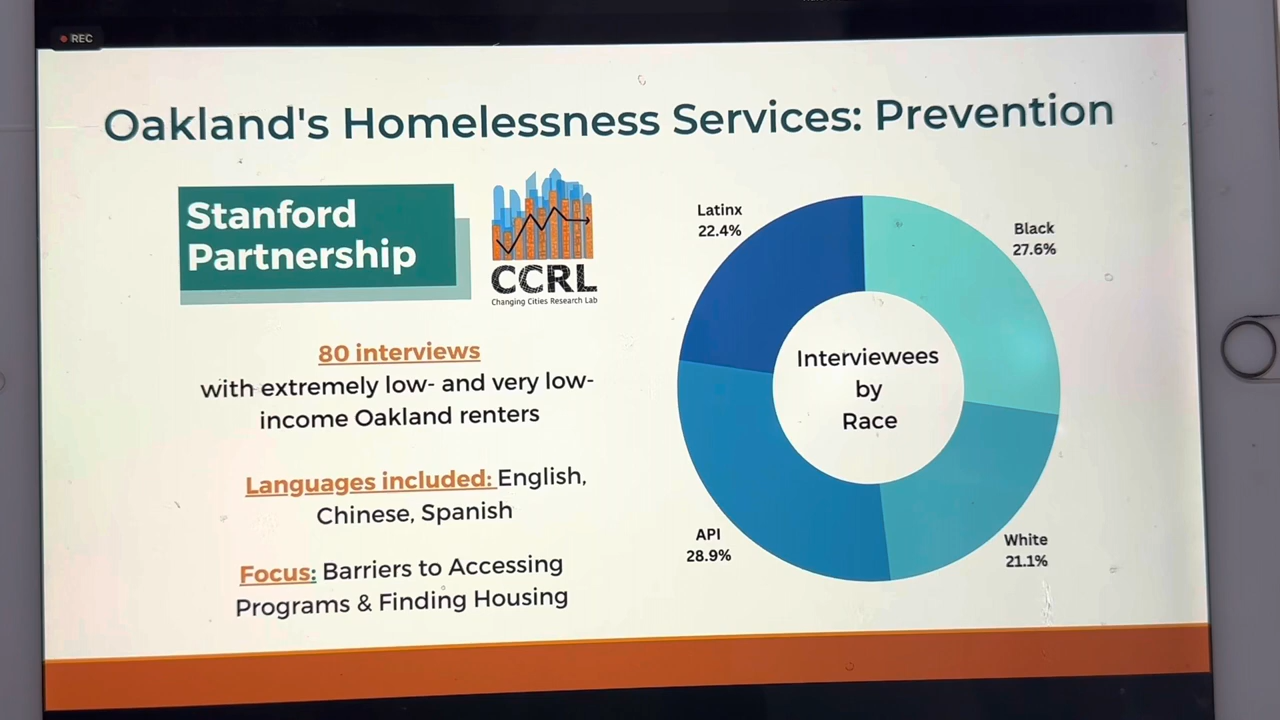 REC
Oakland's Homelessness Services: Prevention
Stanford
Partnership
CCRL
Changing Cities Research Lab
80 interviews
with extremely low- and very low-
income Oakland renters
Languages included: English,
Chinese, Spanish
Focus: Barriers to Accessing
Programs & Finding Housing
Latinx
22.4%
Black
27.6%
Interviewees
by
Race
API
28.9%
White
21.1%